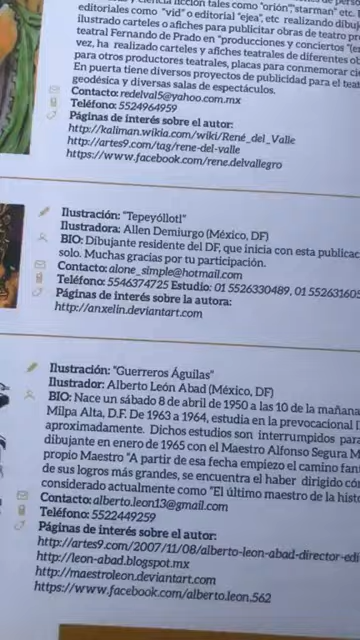 y ciencia ficción tales como "orión", "starman" etc.
editoriales como "vid" o editorial "ejea", etc realizando
ilustrado carteles o afiches para publicitar obras de teatro
teatral Fernando de Prado en "producciones y conciertos
vez, ha realizado carteles y afiches teatrales de diferentes
para otros productores teatrales, placas para conmemorar
En puerta tiene diversos proyectos de publicidad para el
geodésica y diversas salas de espectáculos.
Contacto: redelval5@yahoo.com.mx
Teléfono: 5524964959
Páginas de interés sobre el autor:
http://kaliman.wikia.com/wiki/René_del_Valle
http://artes9.com/tag/rene-del-valle
https://www.facebook.com/rene.delvallegro
Ilustración: "Tepeyóllotl"
Ilustradora: Allen Demiurgo (México, DF)
BIO: Dibujante residente del DF, que inicia con esta publicac
solo. Muchas gracias por tu participación.
Contacto: alone_simple@hotmail.com
Teléfono: 5546374725 Estudio: 01 5526330489, 01 552631605
Páginas de interés sobre la autora:
http://anxelin.deviantart.com
Ilustración: "Guerreros Águilas"
Ilustrador: Alberto León Abad (México, DF)
BIO: Nace un sábado 8 de abril de 1950 a las 10 de la mañana
Milpa Alta, D.F. De 1963 a 1964, estudia en la prevocacional
aproximadamente. Dichos estudios son interrumpidos para
dibujante en enero de 1965 con el Maestro Alfonso Segura M
propio Maestro "A partir de esa fecha empiezo el camino fan
de sus logros más grandes, se encuentra el haber dirigido có
considerado actualmente como "El último maestro de la hist
Contacto: alberto.leon13@gmail.com
Teléfono: 5522449259
Páginas de interés sobre el autor:
http://artes9.com/2007/11/08/alberto-leon-abad-director-edi
http://leon-abad.blogspot.mx
http://maestroleon.deviantart.com
https://www.facebook.com/alberto.leon.562